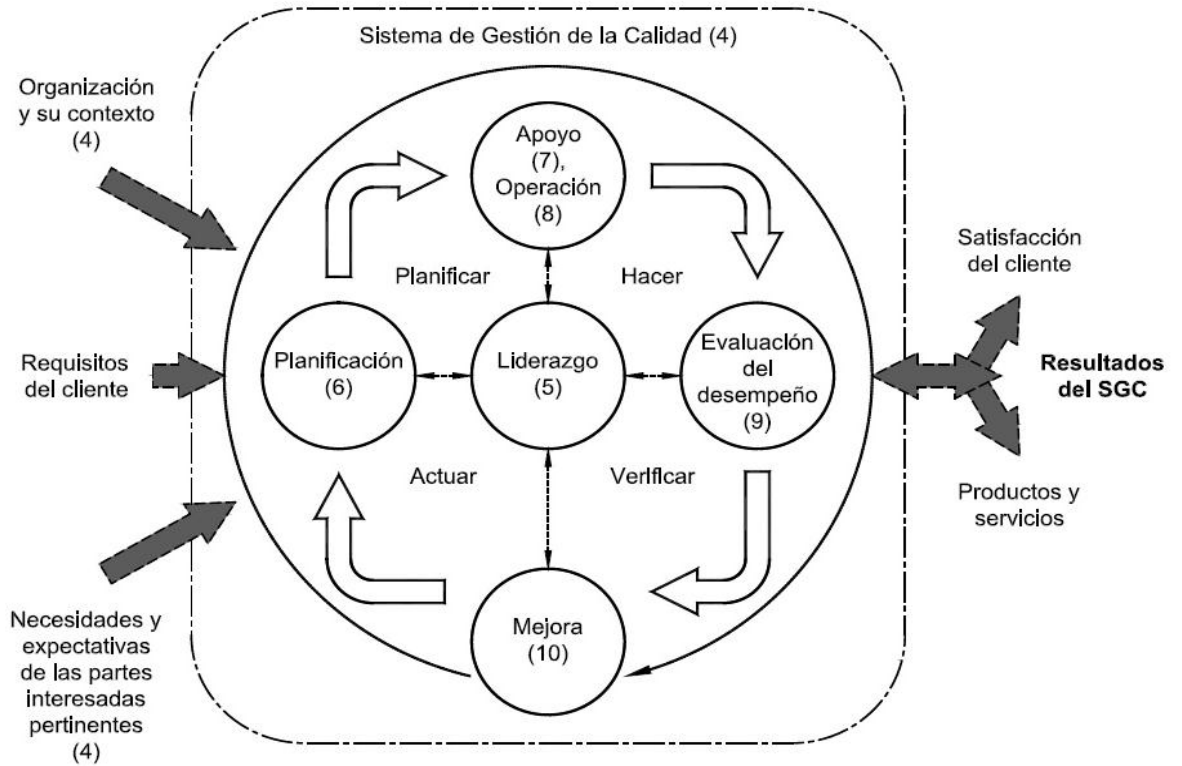 Sistema de Gestión de la Calidad (4)
Organización
y su contexto
(4)
Apoyo
(7),
Operación
(8)
Satisfacción
del cliente
Planificar
Hacer
Requisitos
del cliente
Planificación
(6)
Liderazgo
(5)
Evaluación
del
desempeño
(9)
Resultados
del SGC
Actuar
Verificar
Productos y
servicios
Necesidades y
expectativas
de las partes
interesadas
pertinentes
(4)
Mejora
(10)